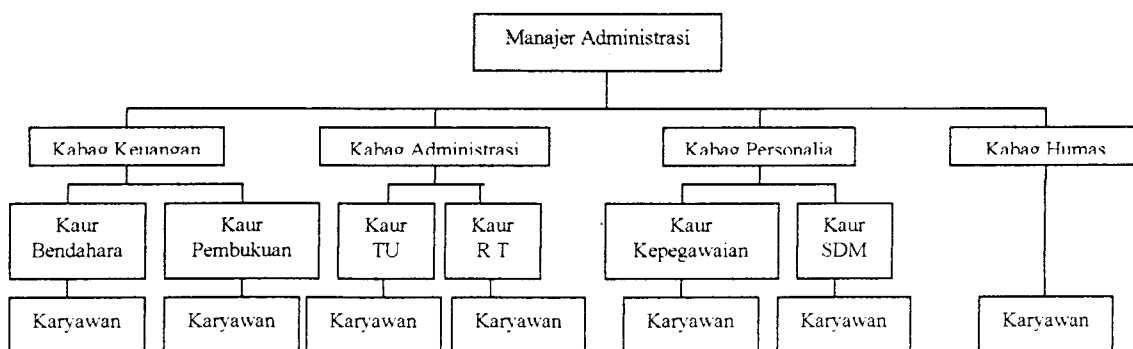 Manajer Administrasi
Kabag Keuangan
Kabag Administrasi
Kabag Personalia
Kabag Humas
Kaur
Bendahara
Kaur
Pembukuan
Kaur
TU
Kaur
R T
Kaur
Kepegawaian
Kaur
SDM
Karyawan
Karyawan
Karyawan
Karyawan
Karyawan
Karyawan
Karyawan